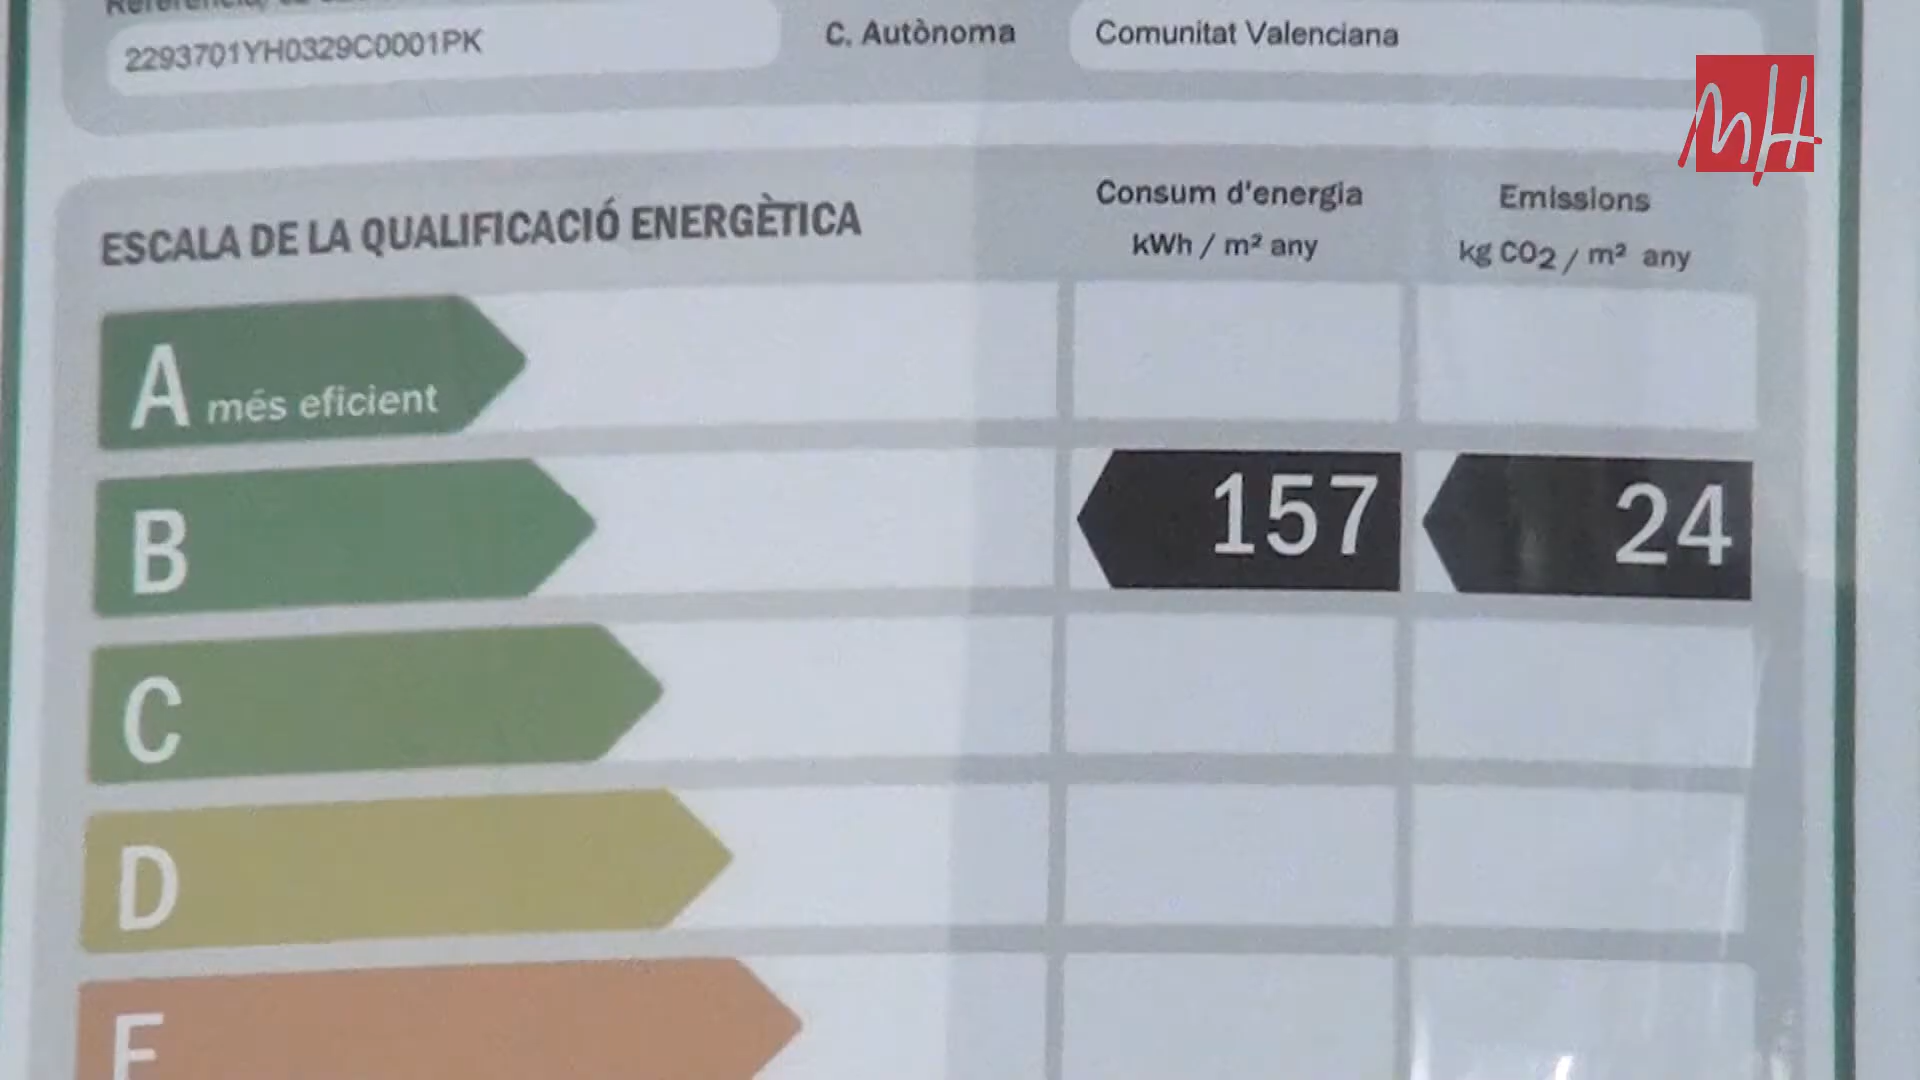 2293701YH0329C0001PK
C. Autònoma
Comunitat Valenciana
MH
ESCALA DE LA QUALIFICACIÓ ENERGÈTICA
Consum d'energia
kWh / m² any
Emissions
kg CO₂ / m² any
A més eficient
B
157
24
C
D
E